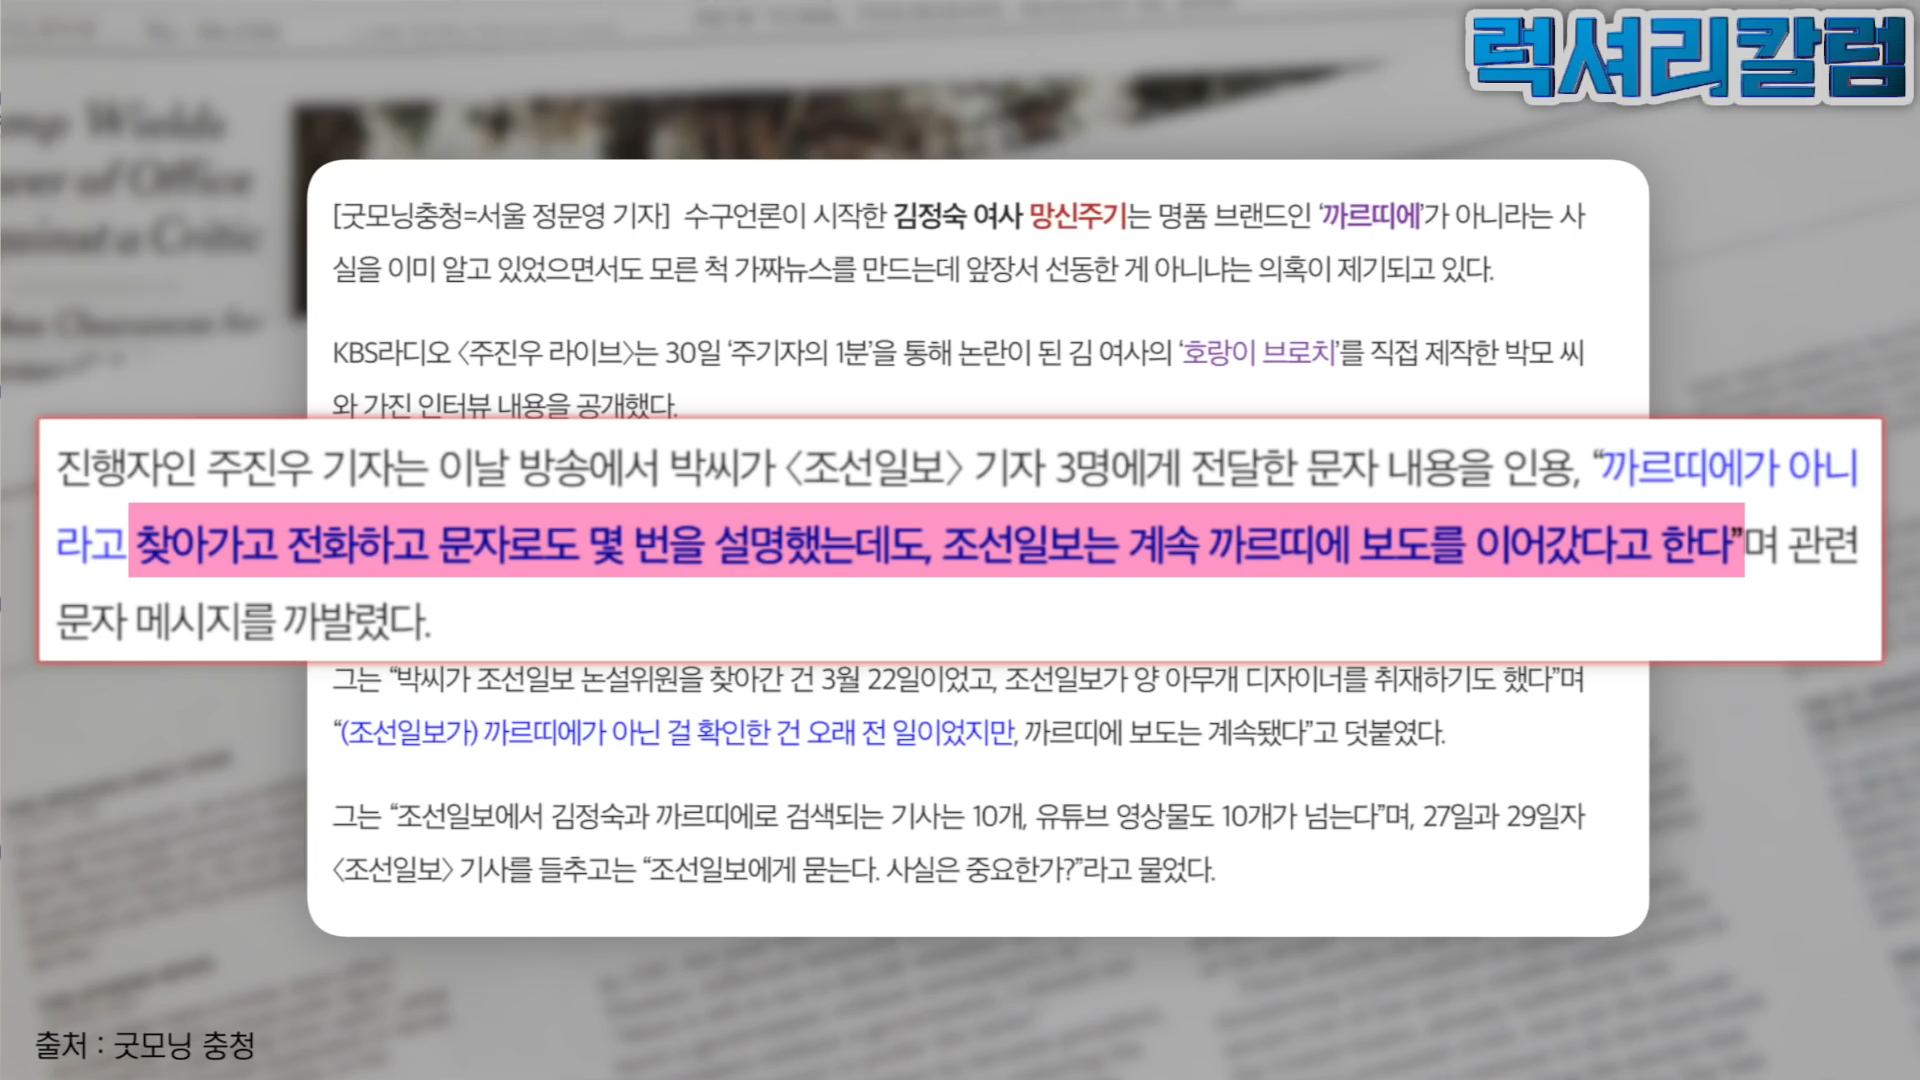 럭셔리칼럼
[굿모닝충청=서울 정문영 기자] 수구언론이 시작한 김정숙 여사 망신주기는 명품 브랜드인 ‘까르띠에’가 아니라는 사
실을 이미 알고 있었으면서도 모른 척 가짜뉴스를 만드는데 앞장서 선동한 게 아니냐는 의혹이 제기되고 있다.
KBS라디오 〈주진우 라이브〉는 30일 ‘주기자의 1분’을 통해 논란이 된 김 여사의 ‘호랑이 브로치’를 직접 제작한 박모 씨
와 가진 인터뷰 내용을 공개했다.
진행자인 주진우 기자는 이날 방송에서 박씨가 〈조선일보〉 기자 3명에게 전달한 문자 내용을 인용, “까르띠에가 아니
라고 찾아가고 전화하고 문자로도 몇 번을 설명했는데도, 조선일보는 계속 까르띠에 보도를 이어갔다고 한다”며 관련
문자 메시지를 까발렸다.
그는 “박씨가 조선일보 논설위원을 찾아간 건 3월 22일이었고, 조선일보가 양 아무개 디자이너를 취재하기도 했다”며
“(조선일보가) 까르띠에가 아닌 걸 확인한 건 오래 전 일이었지만, 까르띠에 보도는 계속됐다”고 덧붙였다.
그는 “조선일보에서 김정숙과 까르띠에로 검색되는 기사는 10개, 유튜브 영상물도 10개가 넘는다”며, 27일과 29일자
〈조선일보〉 기사를 들추고는 “조선일보에게 묻는다. 사실은 중요한가?”라고 물었다.
출처 : 굿모닝 충청